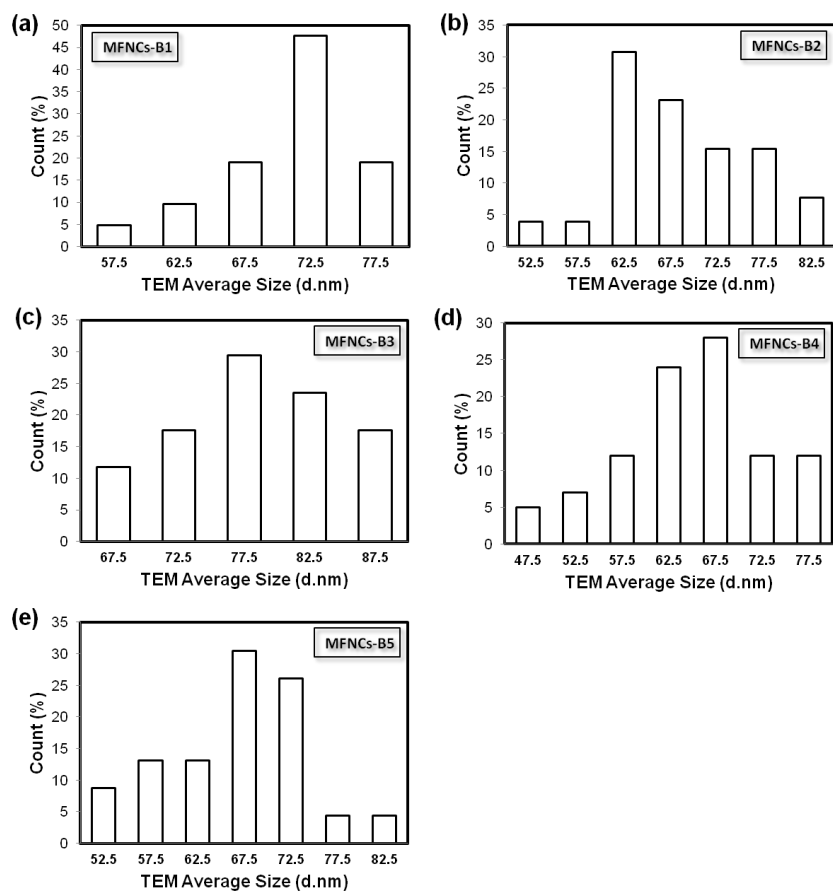 (a)
MFNCs-B1
Count (%)
50
45
40
35
30
25
20
15
10
5
0
57.5 62.5 67.5 72.5 77.5
TEM Average Size (d.nm)
(b)
MFNCs-B2
Count (%)
35
30
25
20
15
10
5
0
52.5 57.5 62.5 67.5 72.5 77.5 82.5
TEM Average Size (d.nm)
(c)
MFNCs-B3
Count (%)
35
30
25
20
15
10
5
0
67.5 72.5 77.5 82.5 87.5
TEM Average Size (d.nm)
(d)
MFNCs-B4
Count (%)
30
25
20
15
10
5
0
47.5 52.5 57.5 62.5 67.5 72.5 77.5
TEM Average Size (d.nm)
(e)
MFNCs-B5
Count (%)
35
30
25
20
15
10
5
0
52.5 57.5 62.5 67.5 72.5 77.5 82.5
TEM Average Size (d.nm)